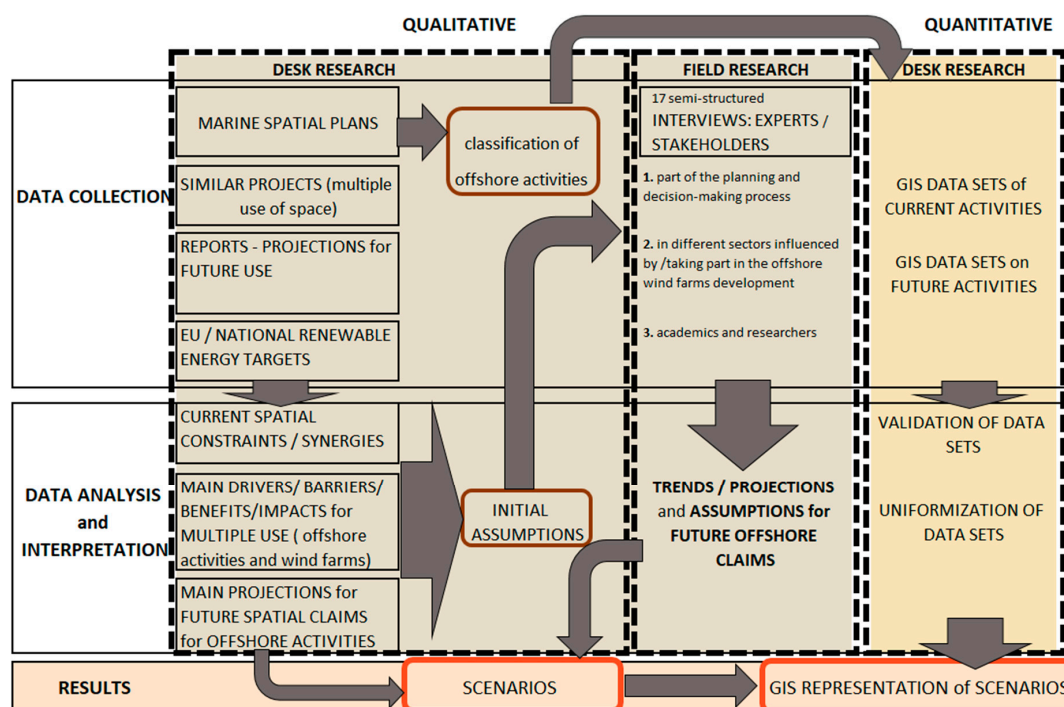 QUALITATIVE
QUANTITATIVE
DESK RESEARCH
FIELD RESEARCH
DESK RESEARCH
DATA COLLECTION
MARINE SPATIAL PLANS
SIMILAR PROJECTS (multiple
use of space)
REPORTS - PROJECTIONS for
FUTURE USE
EU / NATIONAL RENEWABLE
ENERGY TARGETS
classification of
offshore activities
17 semi-structured
INTERVIEWS: EXPERTS /
STAKEHOLDERS
1. part of the planning and
decision-making process
2. in different sectors influenced
by /taking part in the offshore
wind farms development
3. academics and researchers
GIS DATA SETS of
CURRENT ACTIVITIES
GIS DATA SETS on
FUTURE ACTIVITIES
DATA ANALYSIS
and
INTERPRETATION
CURRENT SPATIAL
CONSTRAINTS / SYNERGIES
MAIN DRIVERS/ BARRIERS/
BENEFITS/IMPACTS for
MULTIPLE USE ( offshore
activities and wind farms)
MAIN PROJECTIONS for
FUTURE SPATIAL CLAIMS
for OFFSHORE ACTIVITIES
INITIAL
ASSUMPTIONS
TRENDS / PROJECTIONS
and ASSUMPTIONS for
FUTURE OFFSHORE
CLAIMS
VALIDATION OF DATA
SETS
UNIFORMIZATION OF
DATA SETS
RESULTS
SCENARIOS
GIS REPRESENTATION of SCENARIOS